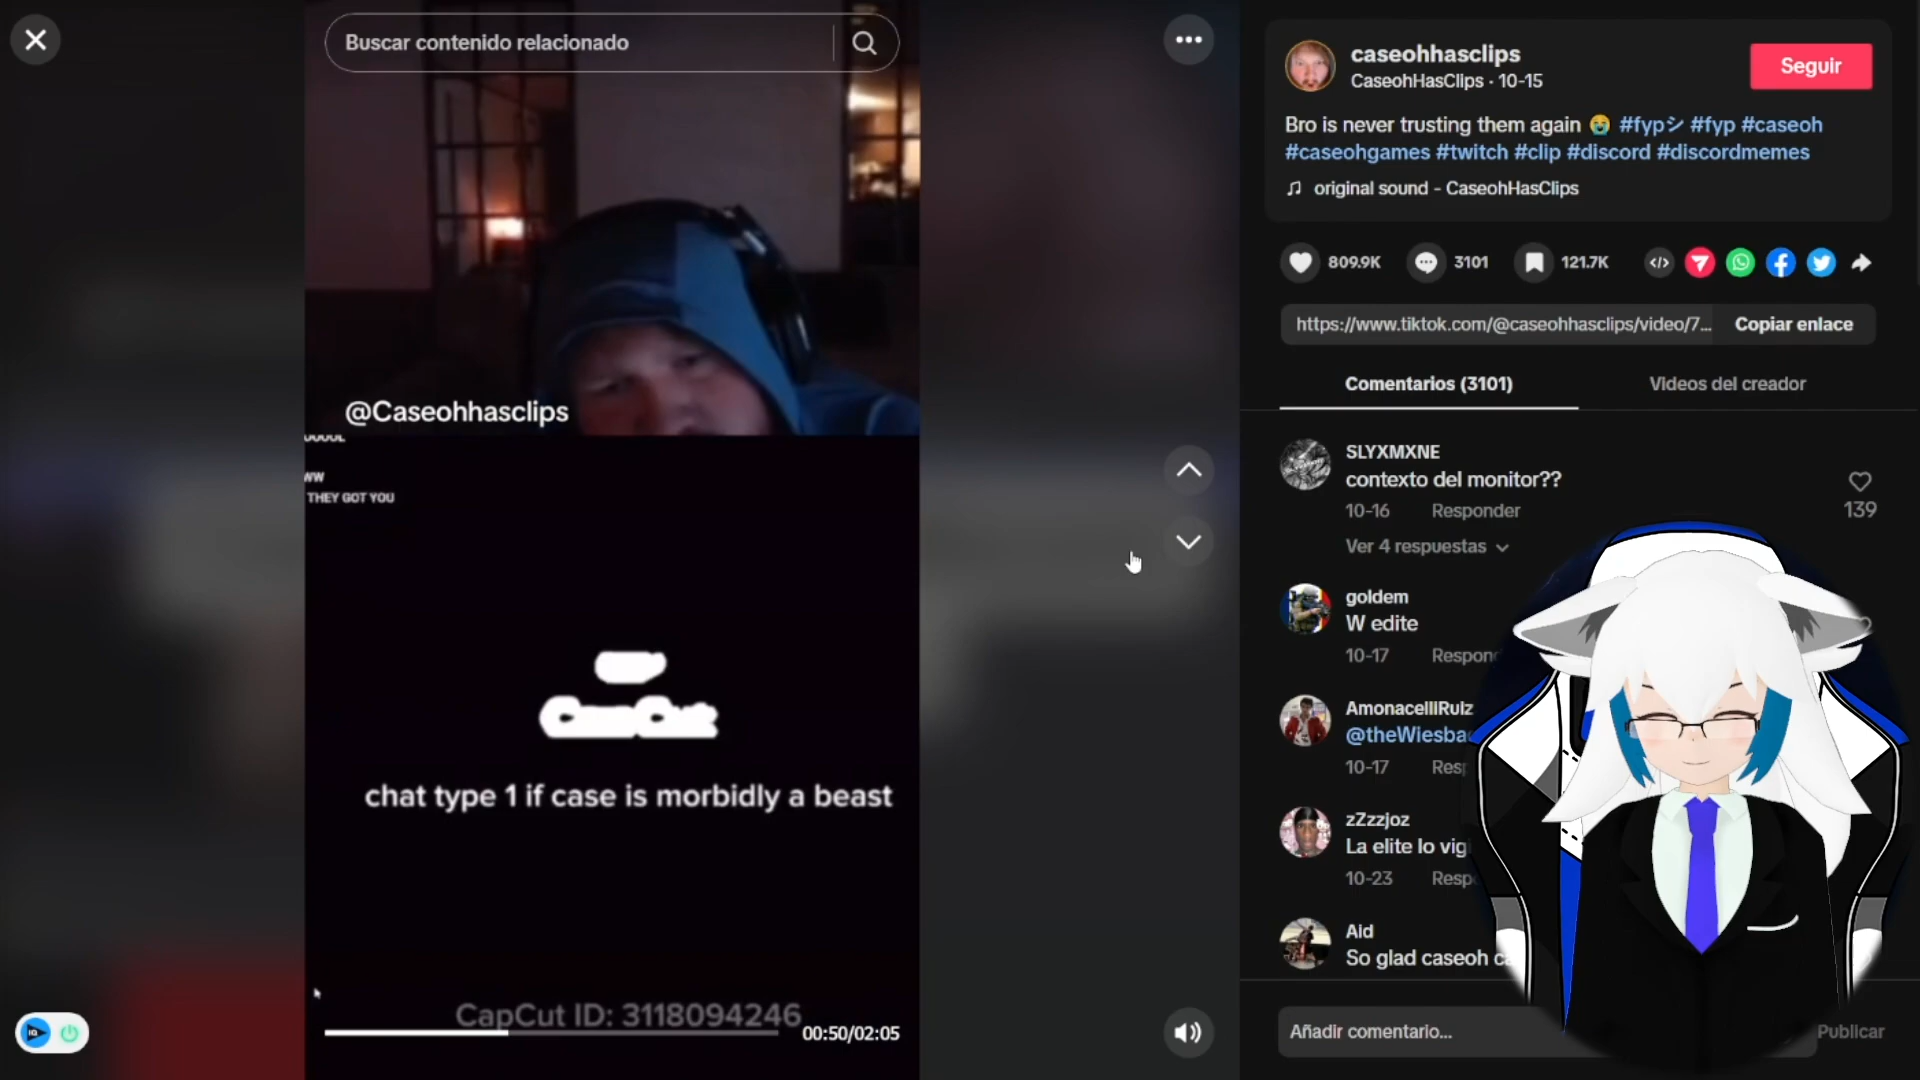 Buscar contenido relacionado
@Caseohhasclips
THEY GOT YOU
CapCut
chat type 1 if case is morbidly a beast
CapCut ID: 3118094246
00:50/02:05
caseohhasclips
CaseohHasClips · 10-15
Seguir
Bro is never trusting them again 😭 #fypシ #fyp #caseoh
#caseohgames #twitch #clip #discord #discordmemes
original sound - CaseohHasClips
809.9K
3101
121.7K
https://www.tiktok.com/@caseohhasclips/video/7...
Copiar enlace
Comentarios (3101)
Videos del creador
SLYXMXNE
contexto del monitor??
10-16 Responder
139
Ver 4 respuestas
goldem
W edite
10-17 Respon
AmonacelliRuiz
@theWiesba
10-17 Resp
zZzzjoz
La elite lo vig
10-23 Resp
Aid
So glad caseoh c
Añadir comentario...
Publicar